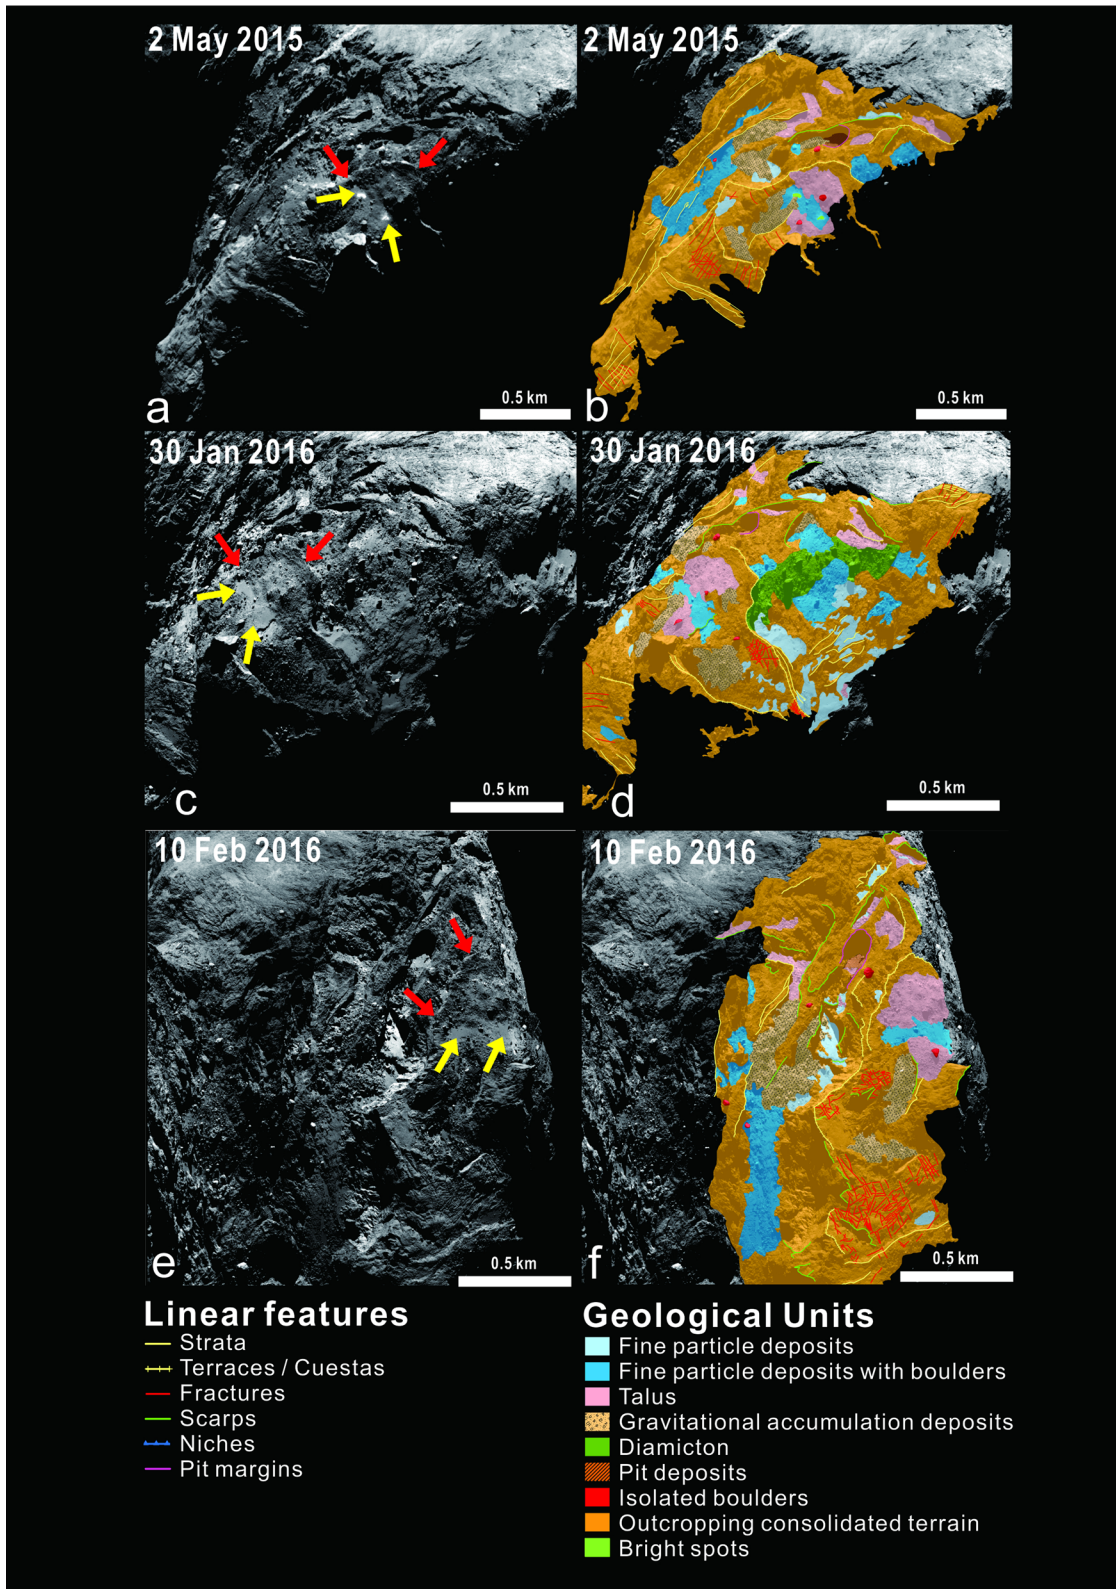 2 May 2015
2 May 2015
0.5 km
0.5 km
a
b
30 Jan 2016
30 Jan 2016
0.5 km
0.5 km
c
d
10 Feb 2016
10 Feb 2016
0.5 km
0.5 km
e
f
Linear features
Strata
Terraces / Cuestas
Fractures
Scarps
Niches
Pit margins
Geological Units
Fine particle deposits
Fine particle deposits with boulders
Talus
Gravitational accumulation deposits
Diamicton
Pit deposits
Isolated boulders
Outcropping consolidated terrain
Bright spots